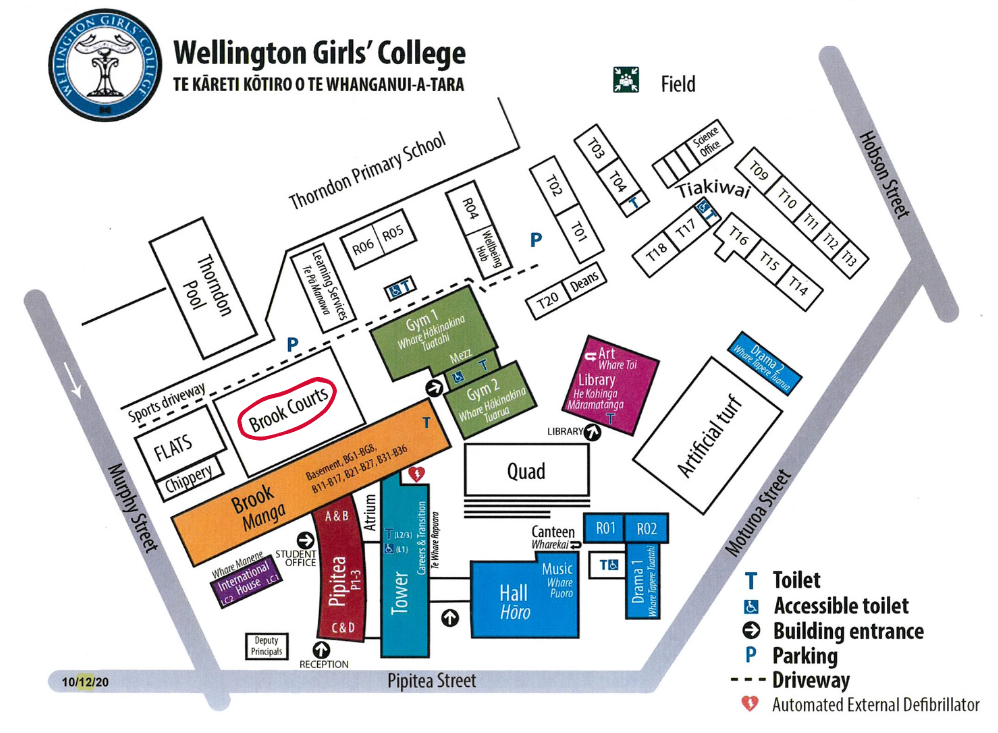 WELLINGTON GIRLS' COLLEGE
Wellington Girls' College
TE KĀRETI KŌTIRO O TE WHANGANUI-A-TARA
Field
Hobson Street
Thorndon Primary School
T03
T04
T
Science
Office
Tiakiwai
T09
T10
T11
T12
T13
T02
T01
P
T18
T17
T
T16
T15
T14
T20
Deans
R04
Wellbeing
Hub
R06
R05
Learning Services
Te Pū Manawa
T
Thorndon
Pool
P
Sports driveway
Gym 1
Whare Hākinakina
Tuatahi
Mezz
T
Gym 2
Whare Hākinakina
Tuarua
Art
Whare Toi
Library
He Kohinga
Māramatanga
T
LIBRARY
Drama 2
Whare Tapere Tuarua
Artificial turf
Brook Courts
FLATS
Chippery
Murphy Street
Brook
Manga
Basement, BG1-BG8,
B11-B17, B21-B27, B31-B36
T
Quad
Moturoa Street
A & B
Pipitea
P1-3
C & D
Atrium
Tower
T (L2/3)
(L1)
Careers & Transition
Te Whare Rapuara
STUDENT
OFFICE
Whare Manene
International
House
LC2
LC1
Deputy
Principals
RECEPTION
Canteen
Wharekai
R01
R02
T
Drama 1
Whare Tapere Tuatahi
Music
Whare
Puoro
Hall
Hōro
Pipitea Street
10/12/20
T Toilet
Accessible toilet
Building entrance
P Parking
Driveway
Automated External Defibrillator